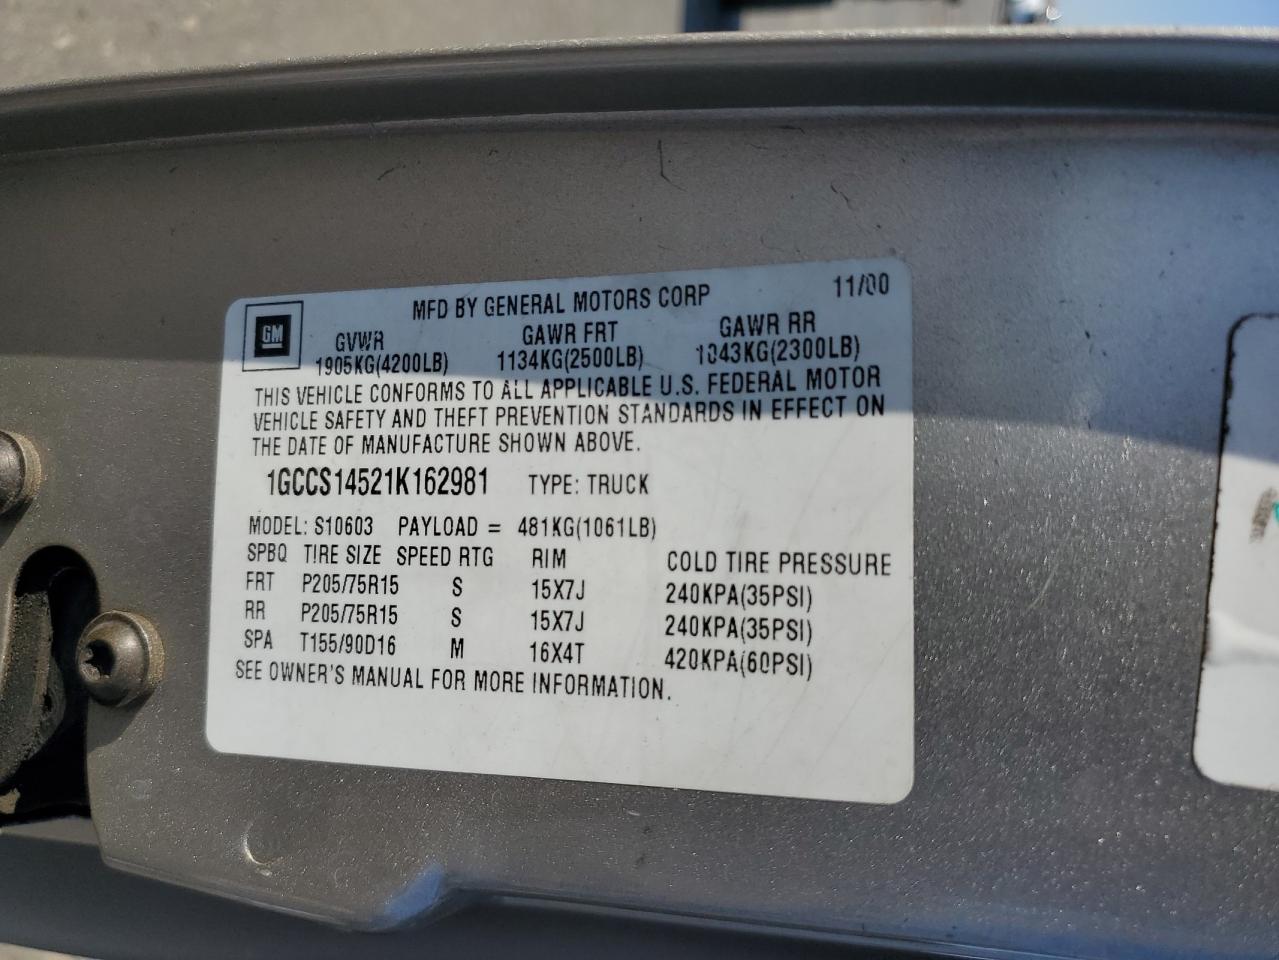 MFD BY GENERAL MOTORS CORP 11/00
GM
GVWR GAWR FRT GAWR RR
1905KG(4200LB) 1134KG(2500LB) 1043KG(2300LB)
THIS VEHICLE CONFORMS TO ALL APPLICABLE U.S. FEDERAL MOTOR
VEHICLE SAFETY AND THEFT PREVENTION STANDARDS IN EFFECT ON
THE DATE OF MANUFACTURE SHOWN ABOVE.
1GCCS14521K162981 TYPE: TRUCK
MODEL: S10603 PAYLOAD = 481KG(1061LB)
SPBQ TIRE SIZE SPEED RTG RIM COLD TIRE PRESSURE
FRT P205/75R15 S 15X7J 240KPA(35PSI)
RR P205/75R15 S 15X7J 240KPA(35PSI)
SPA T155/90D16 M 16X4T 420KPA(60PSI)
SEE OWNER'S MANUAL FOR MORE INFORMATION.